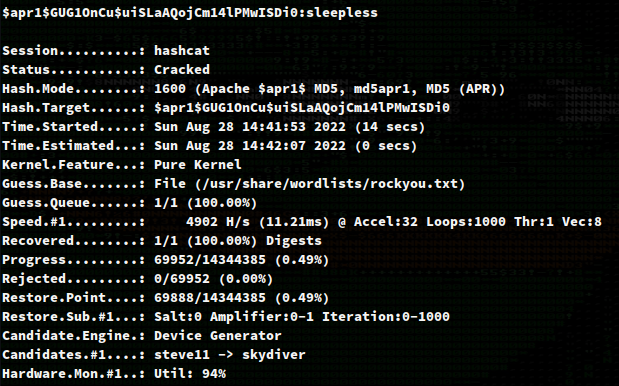 $apr1$GUG1OnCu$uiSLaAQojCm14lPMwISDi0:sleepless
Session..........: hashcat
Status...........: Cracked
Hash.Mode........: 1600 (Apache $apr1$ MD5, md5apr1, MD5 (APR))
Hash.Target......: $apr1$GUG1OnCu$uiSLaAQojCm14lPMwISDi0
Time.Started.....: Sun Aug 28 14:41:53 2022 (14 secs)
Time.Estimated...: Sun Aug 28 14:42:07 2022 (0 secs)
Kernel.Feature...: Pure Kernel
Guess.Base.......: File (/usr/share/wordlists/rockyou.txt)
Guess.Queue......: 1/1 (100.00%)
Speed.#1.........:     4902 H/s (11.21ms) @ Accel:32 Loops:1000 Thr:1 Vec:8
Recovered........: 1/1 (100.00%) Digests
Progress.........: 69952/14344385 (0.49%)
Rejected.........: 0/69952 (0.00%)
Restore.Point....: 69888/14344385 (0.49%)
Restore.Sub.#1...: Salt:0 Amplifier:0-1 Iteration:0-1000
Candidate.Engine.: Device Generator
Candidates.#1....: steve11 -> skydiver
Hardware.Mon.#1..: Util: 94%